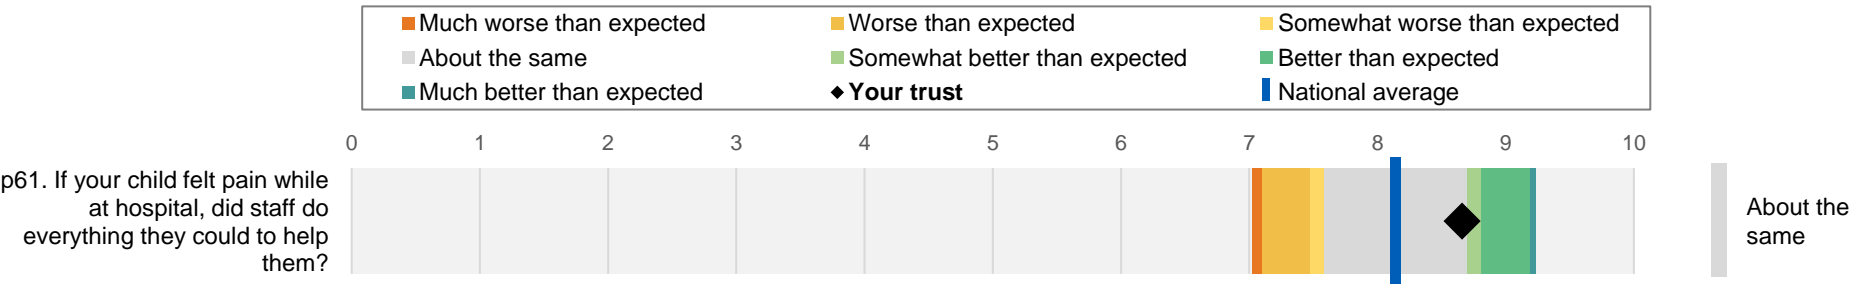 Much worse than expected
Worse than expected
Somewhat worse than expected
About the same
Somewhat better than expected
Better than expected
Much better than expected
Your trust
National average
0 1 2 3 4 5 6 7 8 9 10
p61. If your child felt pain while
at hospital, did staff do
everything they could to help
them?
About the
same